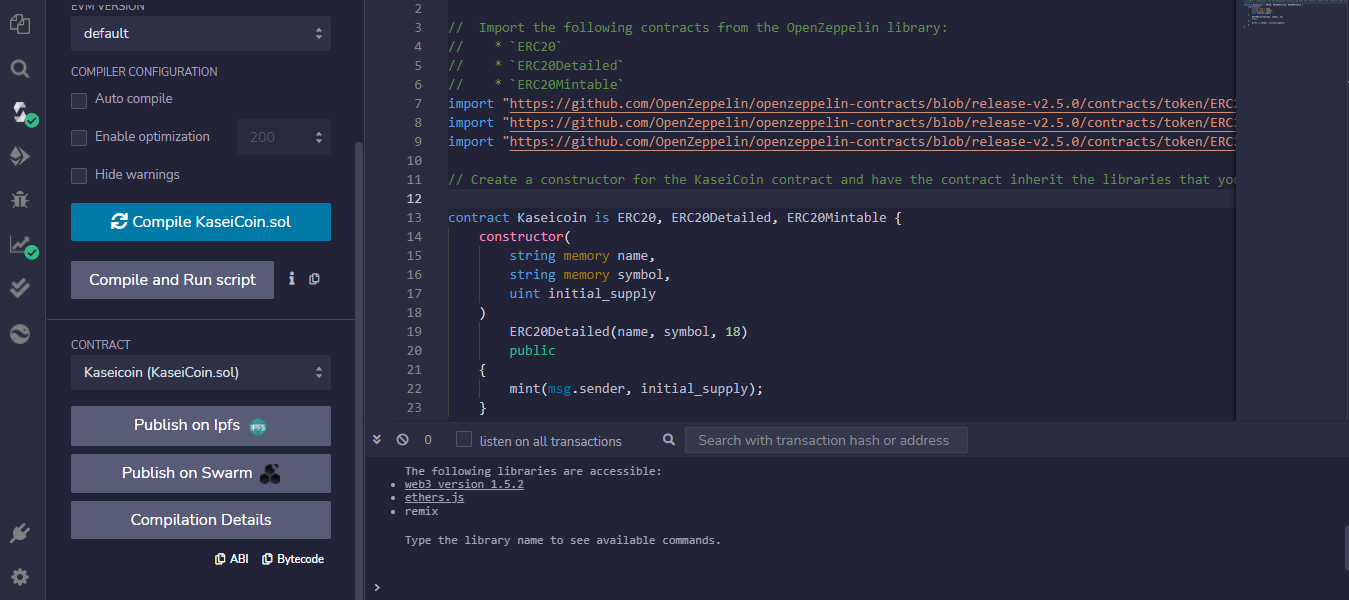 EVM VERSION
default
COMPILER CONFIGURATION
Auto compile
Enable optimization
200
Hide warnings
Compile KaseiCoin.sol
Compile and Run script
CONTRACT
Kaseicoin (KaseiCoin.sol)
Publish on Ipfs
IPFS
Publish on Swarm
Compilation Details
ABI
Bytecode
2
3 // Import the following contracts from the OpenZeppelin library:
4 // * `ERC20`
5 // * `ERC20Detailed`
6 // * `ERC20Mintable`
7 import "https://github.com/OpenZeppelin/openzeppelin-contracts/blob/release-v2.5.0/contracts/token/ERC2
8 import "https://github.com/OpenZeppelin/openzeppelin-contracts/blob/release-v2.5.0/contracts/token/ERC2
9 import "https://github.com/OpenZeppelin/openzeppelin-contracts/blob/release-v2.5.0/contracts/token/ERC2
10
11 // Create a constructor for the KaseiCoin contract and have the contract inherit the libraries that you
12
13 contract Kaseicoin is ERC20, ERC20Detailed, ERC20Mintable {
14 constructor(
15 string memory name,
16 string memory symbol,
17 uint initial_supply
18 )
19 ERC20Detailed(name, symbol, 18)
20 public
21 {
22 mint(msg.sender, initial_supply);
23 }
0
listen on all transactions
Search with transaction hash or address
The following libraries are accessible:
• web3 version 1.5.2
• ethers.js
• remix
Type the library name to see available commands.
>